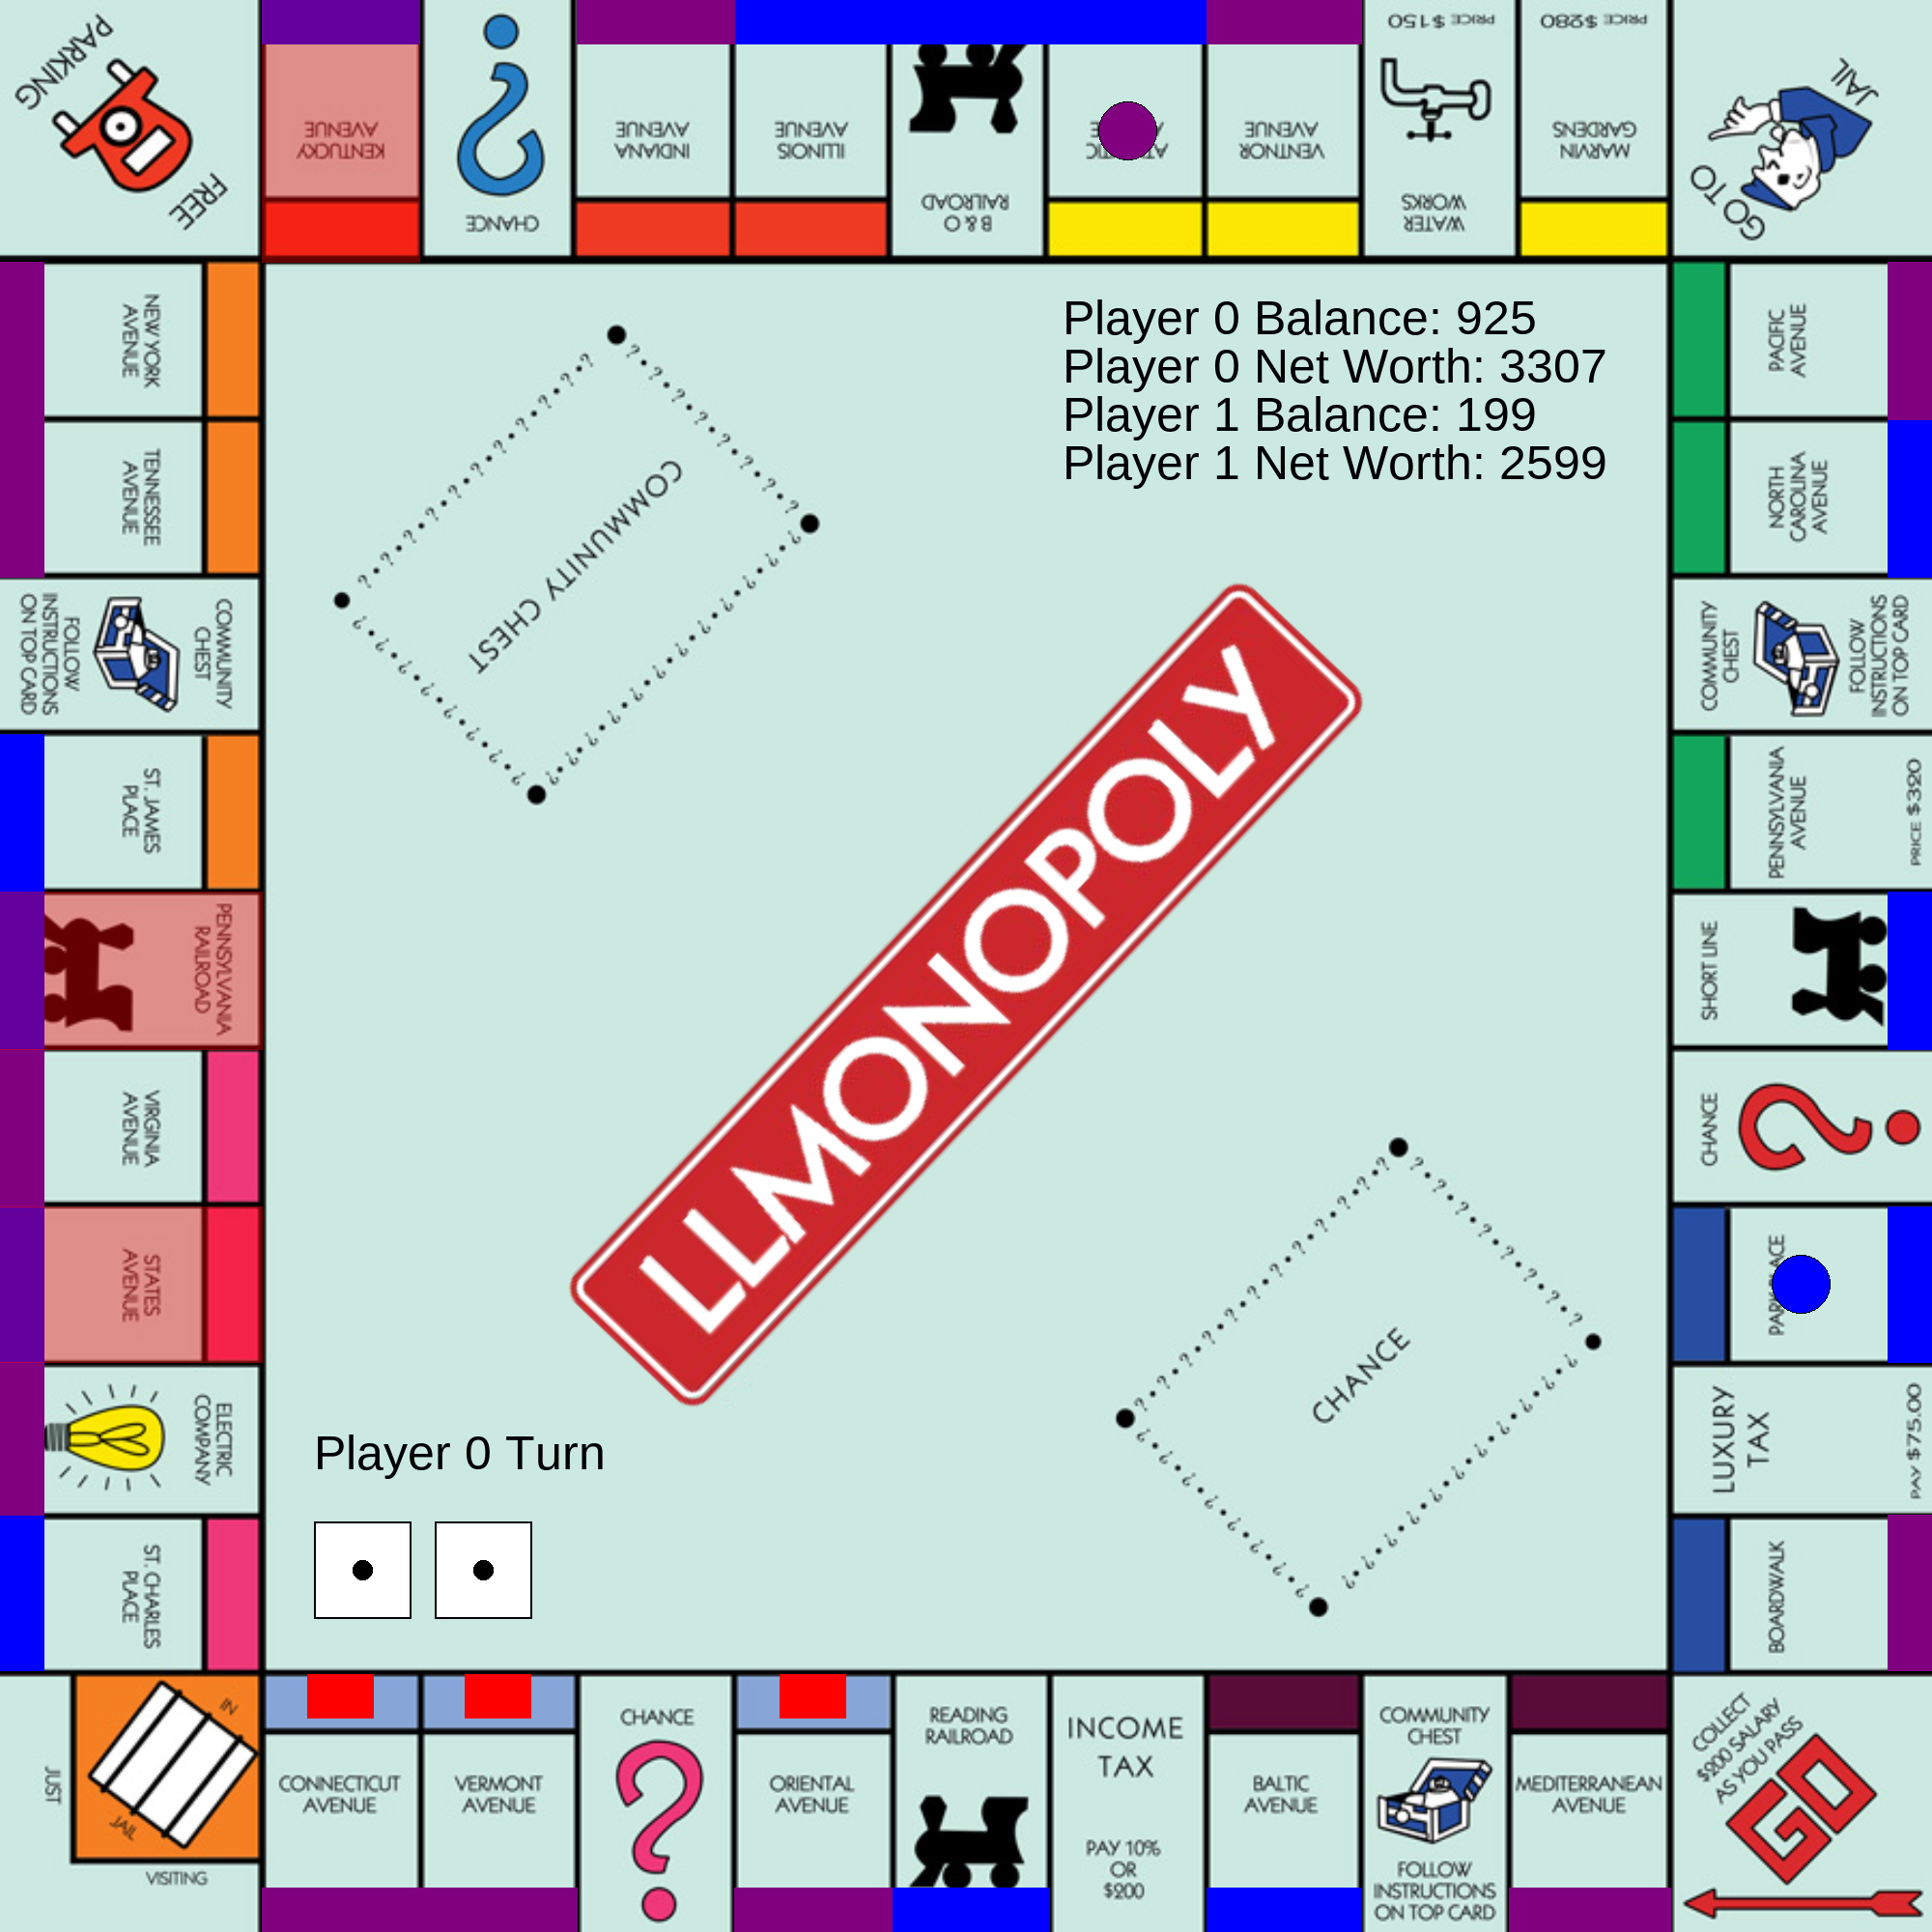 FREE
PARKING
KENTUCKY
AVENUE
CHANCE
INDIANA
AVENUE
ILLINOIS
AVENUE
B & O
RAILROAD
VENTNOR
AVENUE
WATER
WORKS
PRICE $150
MARVIN
GARDENS
PRICE $280
GO TO
JAIL
NEW YORK
AVENUE
TENNESSEE
AVENUE
COMMUNITY
CHEST
FOLLOW
INSTRUCTIONS
ON TOP CARD
ST. JAMES
PLACE
PENNSYLVANIA
RAILROAD
VIRGINIA
AVENUE
STATES
AVENUE
ELECTRIC
COMPANY
ST. CHARLES
PLACE
Player 0 Balance: 925
Player 0 Net Worth: 3307
Player 1 Balance: 199
Player 1 Net Worth: 2599
COMMUNITY CHEST
LLMONOPOLY
CHANCE
Player 0 Turn
PACIFIC
AVENUE
NORTH
CAROLINA
AVENUE
COMMUNITY
CHEST
FOLLOW
INSTRUCTIONS
ON TOP CARD
PENNSYLVANIA
AVENUE
PRICE $320
SHORT LINE
CHANCE
LUXURY
TAX
PAY $75.00
BOARDWALK
IN
JAIL
JUST
VISITING
CONNECTICUT
AVENUE
VERMONT
AVENUE
CHANCE
ORIENTAL
AVENUE
READING
RAILROAD
INCOME
TAX
PAY 10%
OR
$200
BALTIC
AVENUE
COMMUNITY
CHEST
FOLLOW
INSTRUCTIONS
ON TOP CARD
MEDITERRANEAN
AVENUE
COLLECT
$200 SALARY
AS YOU PASS
GO